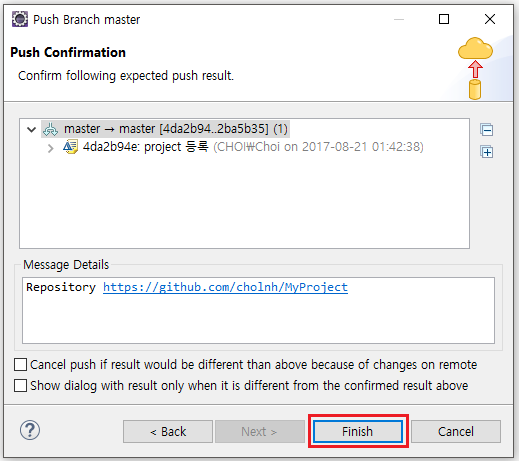 Push Branch master
Push Confirmation
Confirm following expected push result.
master → master [4da2b94..2ba5b35] (1)
4da2b94e: project 등록 (CHOI₩Choi on 2017-08-21 01:42:38)
Message Details
Repository https://github.com/cholnh/MyProject
Cancel push if result would be different than above because of changes on remote
Show dialog with result only when it is different from the confirmed result above
< Back
Next >
Finish
Cancel